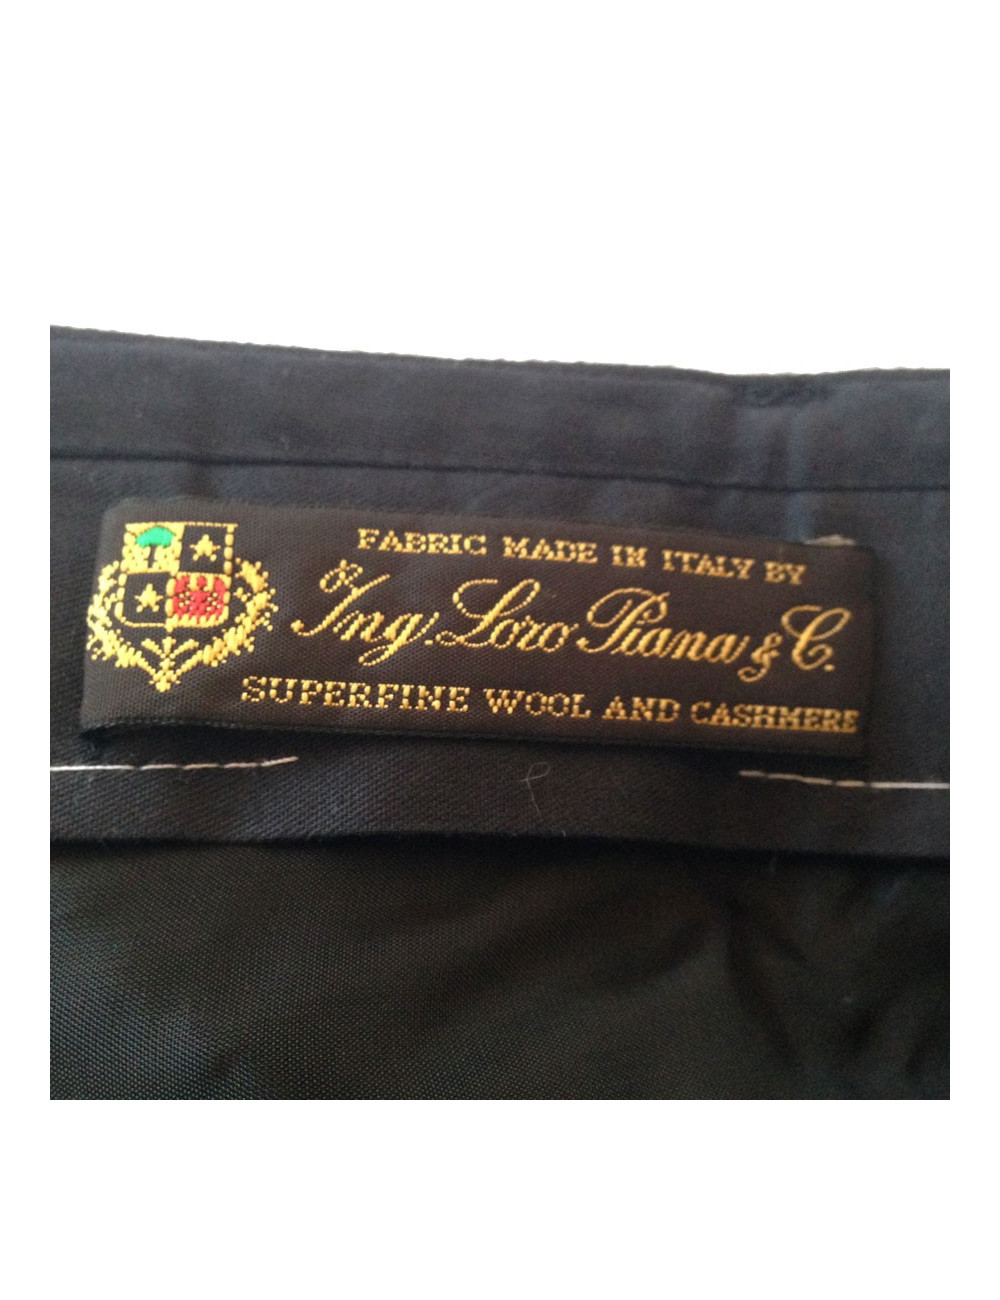 FABRIC MADE IN ITALY BY
Ing. Loro Piana & C.
SUPERFINE WOOL AND CASHMERE